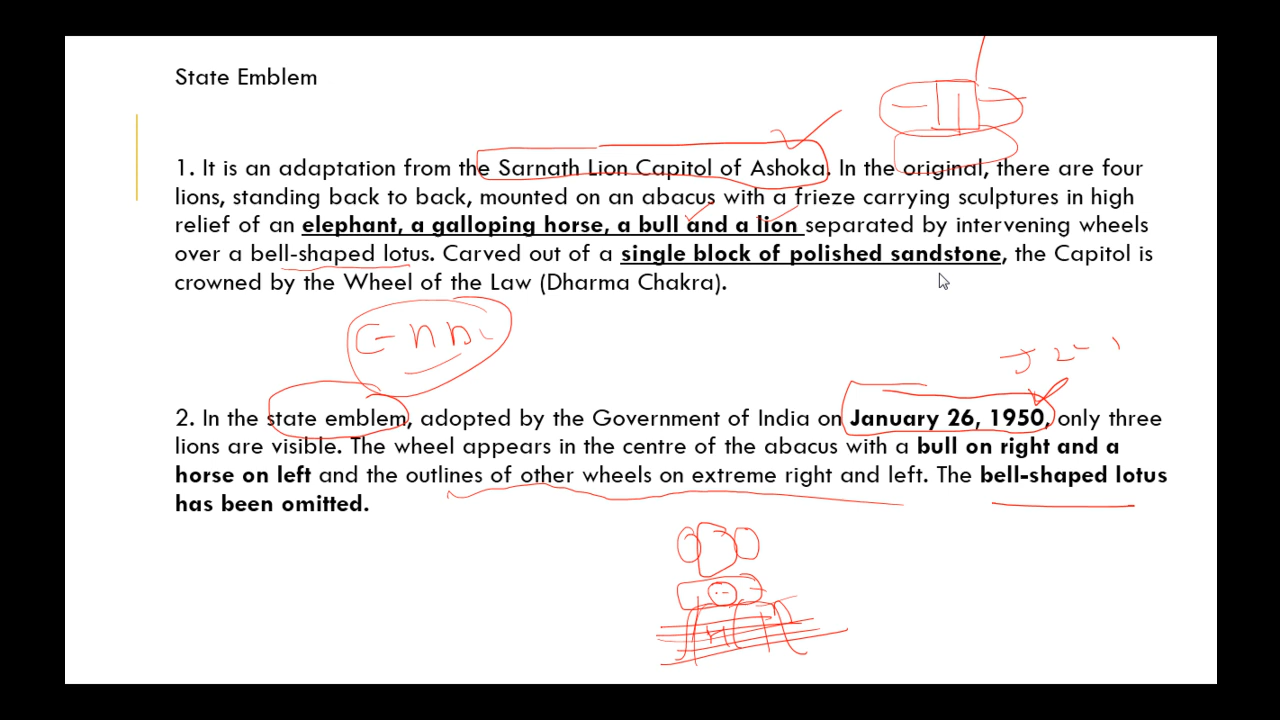 State Emblem
1. It is an adaptation from the Sarnath Lion Capitol of Ashoka. In the original, there are four
lions, standing back to back, mounted on an abacus with a frieze carrying sculptures in high
relief of an elephant, a galloping horse, a bull and a lion separated by intervening wheels
over a bell-shaped lotus. Carved out of a single block of polished sandstone, the Capitol is
crowned by the Wheel of the Law (Dharma Chakra).
2. In the state emblem, adopted by the Government of India on January 26, 1950, only three
lions are visible. The wheel appears in the centre of the abacus with a bull on right and a
horse on left and the outlines of other wheels on extreme right and left. The bell-shaped lotus
has been omitted.